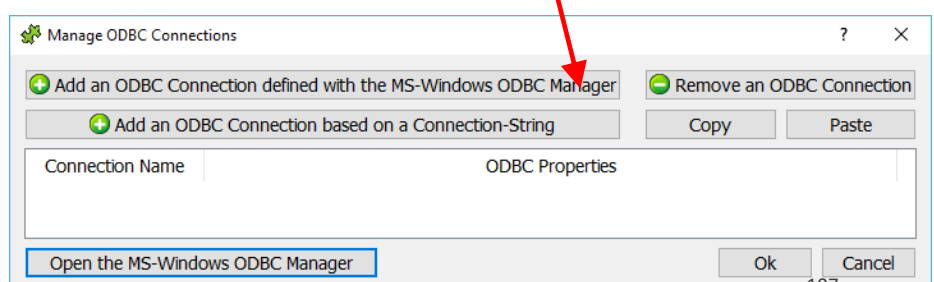 Manage ODBC Connections ? ×
Add an ODBC Connection defined with the MS-Windows ODBC Manager Remove an ODBC Connection
Add an ODBC Connection based on a Connection-String Copy Paste
Connection Name ODBC Properties
Open the MS-Windows ODBC Manager Ok Cancel